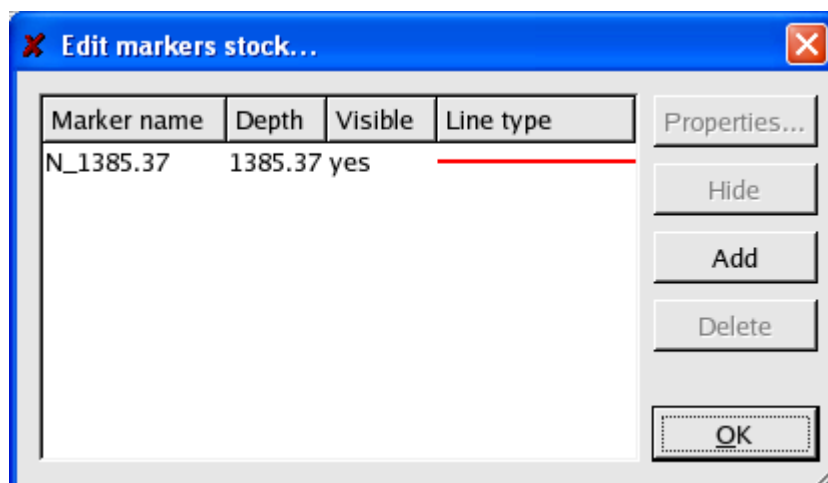 Edit markers stock...
Marker name Depth Visible Line type
N_1385.37 1385.37 yes
Properties...
Hide
Add
Delete
OK